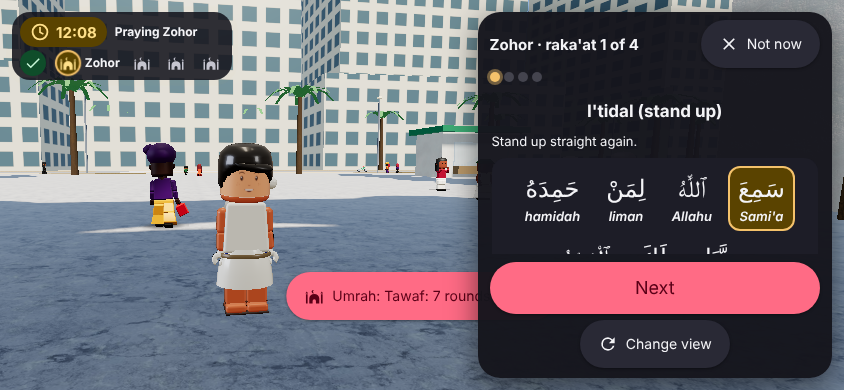 12:08 Praying Zohor
Zohor
Zohor · raka'at 1 of 4
Not now
I'tidal (stand up)
Stand up straight again.
سَمِعَ ٱللَّهُ لِمَنْ حَمِدَهُ
Sami'a Allahu liman hamidah
Next
Change view
Umrah: Tawaf: 7 round